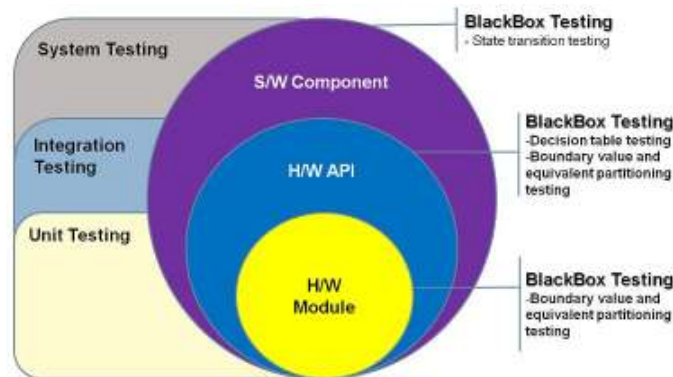 System Testing
BlackBox Testing
- State transition testing
S/W Component
Integration
Testing
H/W API
BlackBox Testing
-Decision table testing
-Boundary value and
equivalent partitioning
testing
Unit Testing
H/W
Module
BlackBox Testing
-Boundary value and
equivalent partitioning
testing